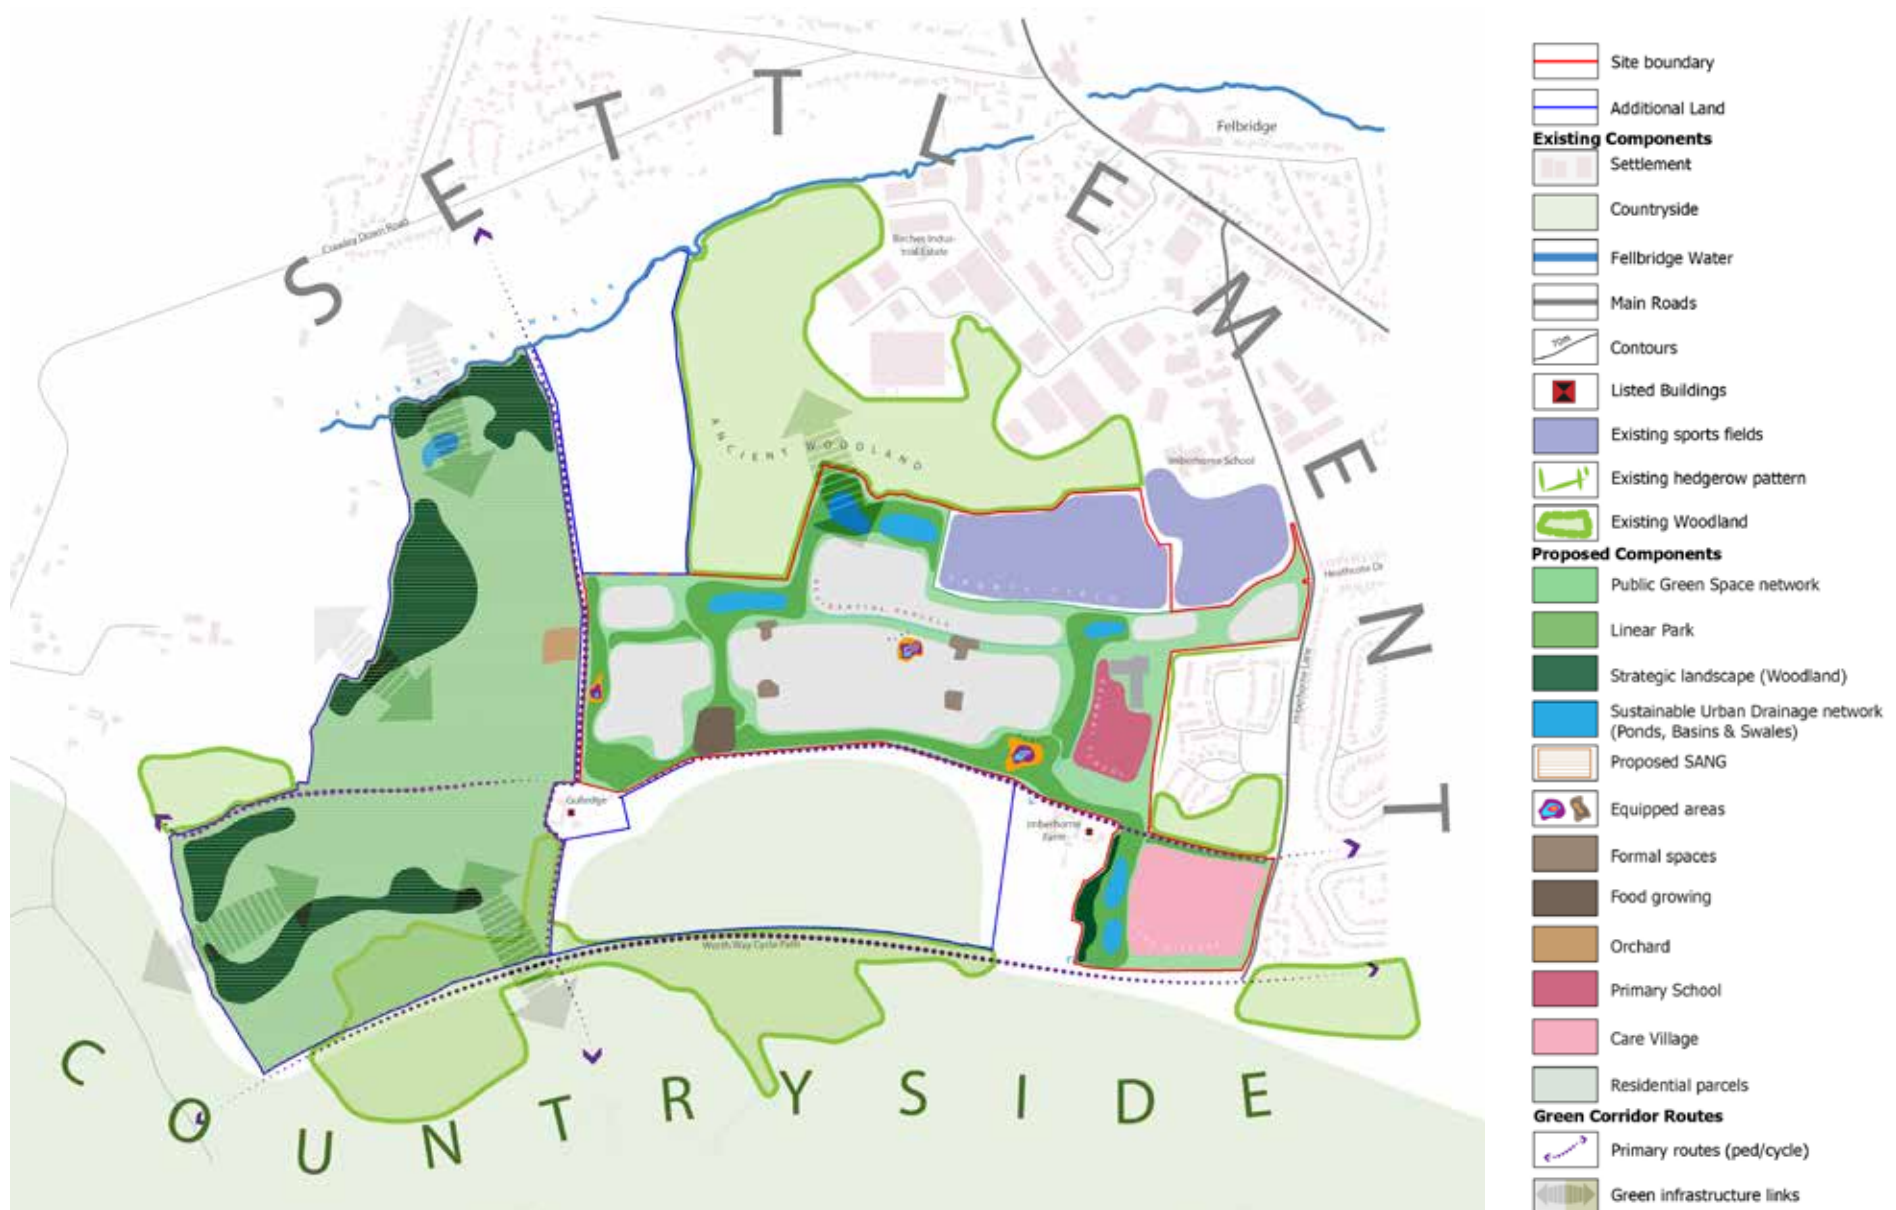 SETTLEMENT
Felbridge
Crawley Down Road
Birches Indus-
trial Estate
ANCIENT WOODLAND
Imberhorne School
Heathcote Dr
Imberhorne Lane
Gulledge
Imberhorne
Farm
Worth Way Cycle Path
COUNTRYSIDE
Site boundary
Additional Land
Existing Components
Settlement
Countryside
Fellbridge Water
Main Roads
70m
Contours
Listed Buildings
Existing sports fields
Existing hedgerow pattern
Existing Woodland
Proposed Components
Public Green Space network
Linear Park
Strategic landscape (Woodland)
Sustainable Urban Drainage network
(Ponds, Basins & Swales)
Proposed SANG
Equipped areas
Formal spaces
Food growing
Orchard
Primary School
Care Village
Residential parcels
Green Corridor Routes
Primary routes (ped/cycle)
Green infrastructure links